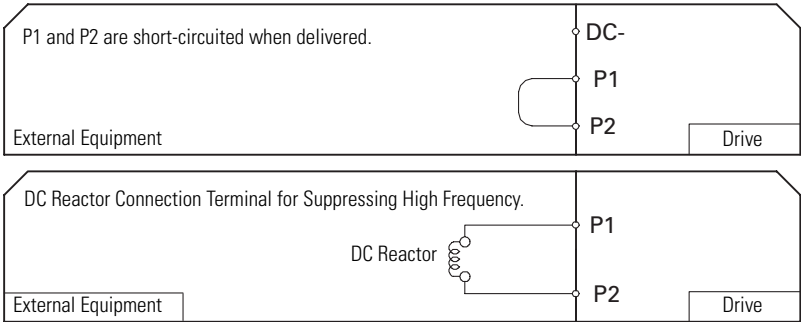 P1 and P2 are short-circuited when delivered.
DC-
P1
P2
External Equipment
Drive
DC Reactor Connection Terminal for Suppressing High Frequency.
P1
DC Reactor
P2
External Equipment
Drive